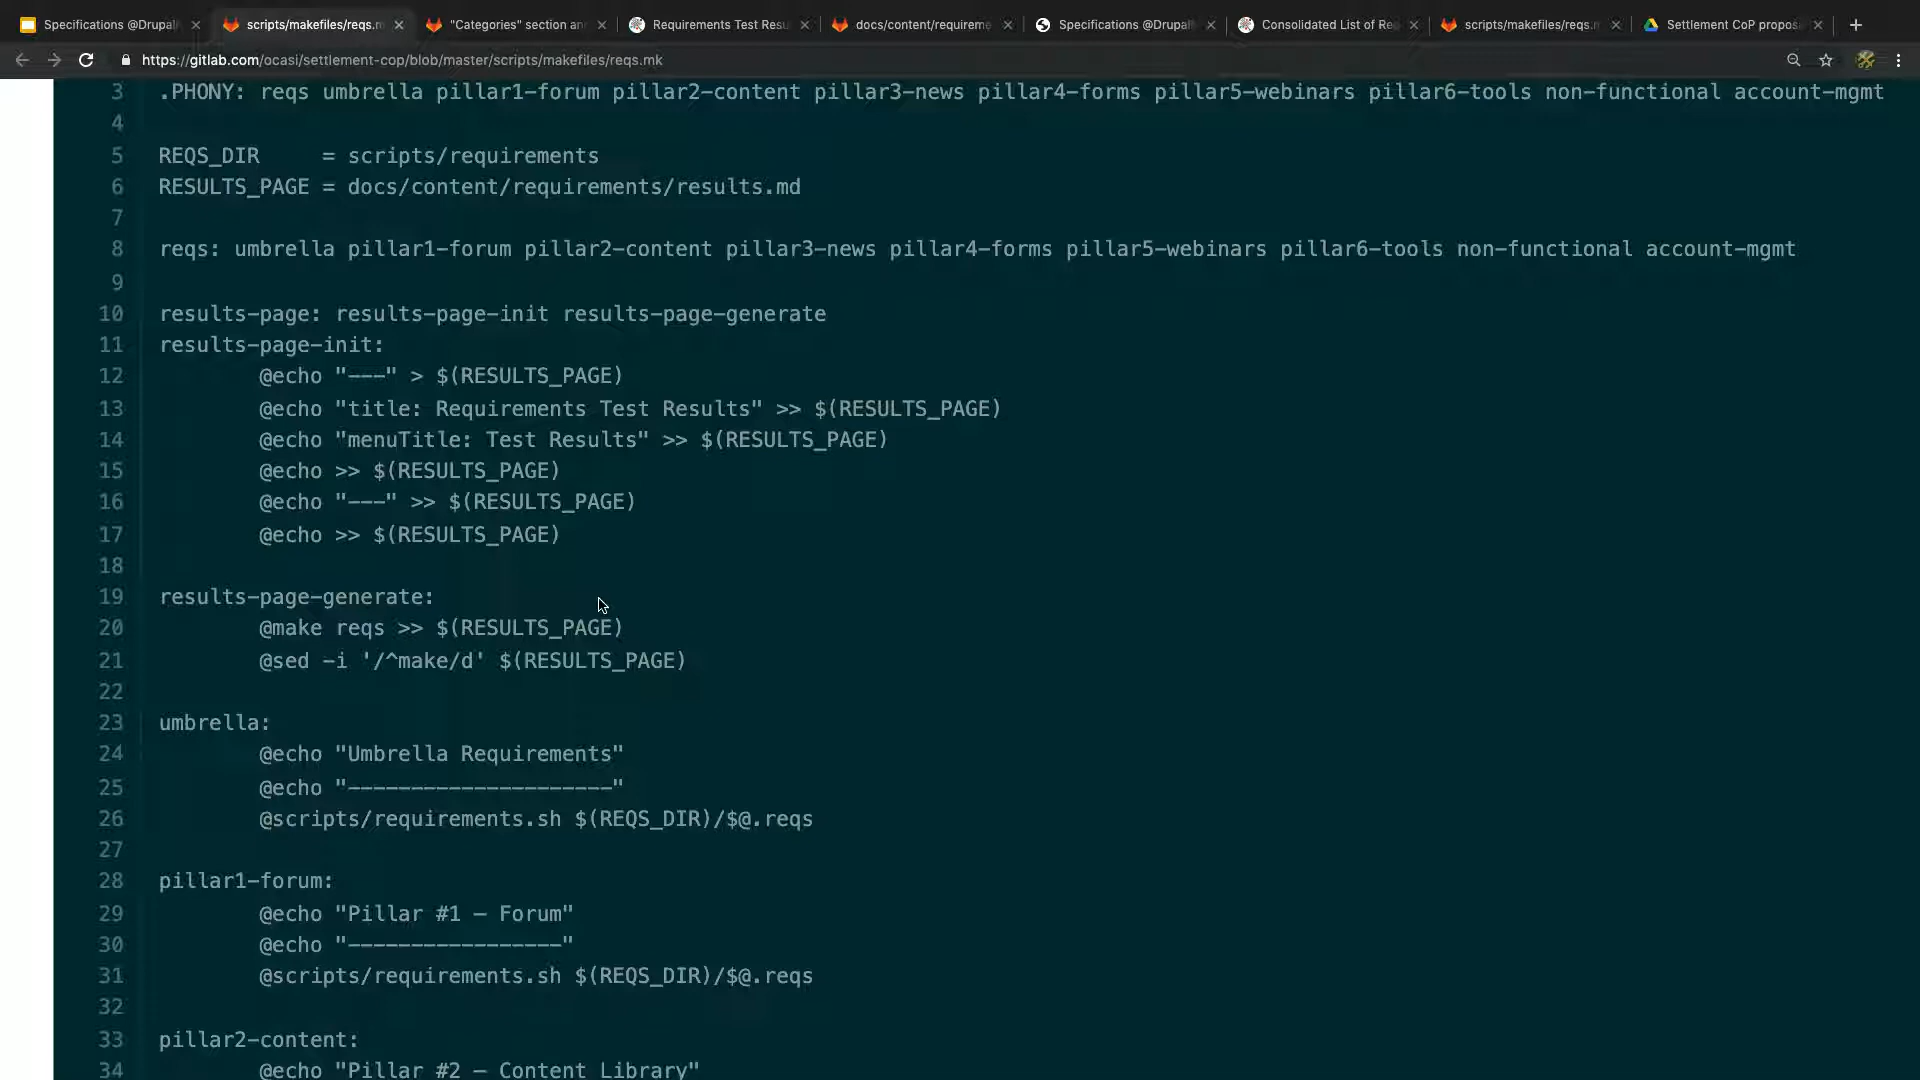 Specifications @Drupal
scripts/makefiles/reqs.m
"Categories" section an
Requirements Test Resu
docs/content/requireme
Specifications @Drupal
Consolidated List of Re
scripts/makefiles/reqs.m
Settlement CoP propos
https://gitlab.com/ocasi/settlement-cop/blob/master/scripts/makefiles/reqs.mk
3 .PHONY: reqs umbrella pillar1-forum pillar2-content pillar3-news pillar4-forms pillar5-webinars pillar6-tools non-functional account-mgmt
4
5 REQS_DIR     = scripts/requirements
6 RESULTS_PAGE = docs/content/requirements/results.md
7
8 reqs: umbrella pillar1-forum pillar2-content pillar3-news pillar4-forms pillar5-webinars pillar6-tools non-functional account-mgmt
9
10 results-page: results-page-init results-page-generate
11 results-page-init:
12 @echo "---" > $(RESULTS_PAGE)
13 @echo "title: Requirements Test Results" >> $(RESULTS_PAGE)
14 @echo "menuTitle: Test Results" >> $(RESULTS_PAGE)
15 @echo >> $(RESULTS_PAGE)
16 @echo "---" >> $(RESULTS_PAGE)
17 @echo >> $(RESULTS_PAGE)
18
19 results-page-generate:
20 @make reqs >> $(RESULTS_PAGE)
21 @sed -i '/^make/d' $(RESULTS_PAGE)
22
23 umbrella:
24 @echo "Umbrella Requirements"
25 @echo "---------------------"
26 @scripts/requirements.sh $(REQS_DIR)/$@.reqs
27
28 pillar1-forum:
29 @echo "Pillar #1 - Forum"
30 @echo "-----------------"
31 @scripts/requirements.sh $(REQS_DIR)/$@.reqs
32
33 pillar2-content:
34 @echo "Pillar #2 - Content Library"